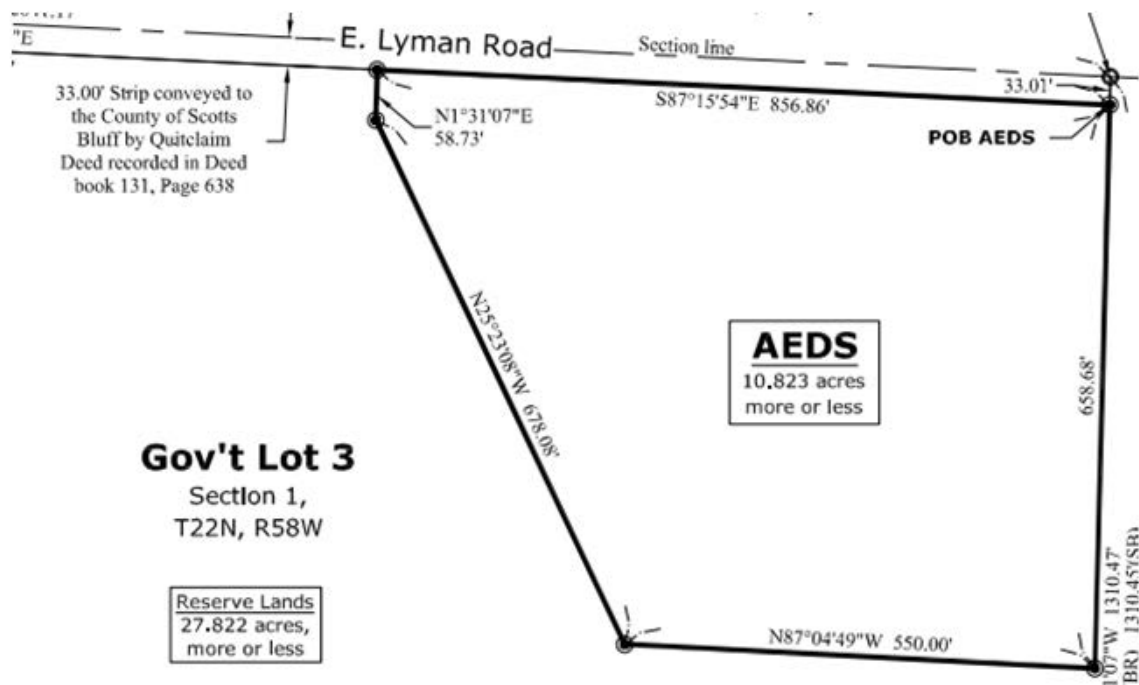 "E
E. Lyman Road
Section line
33.01'
33.00' Strip conveyed to
the County of Scotts
Bluff by Quitclaim
Deed recorded in Deed
book 131, Page 638
N1°31'07"E
58.73'
S87°15'54"E 856.86'
POB AEDS
N25°23'08"W 678.08'
AEDS
10.823 acres
more or less
658.68'
Gov't Lot 3
Section 1,
T22N, R58W
Reserve Lands
27.822 acres,
more or less
N87°04'49"W 550.00'
1'07"W 1310.47'
(BR) 1310.45'(SB)